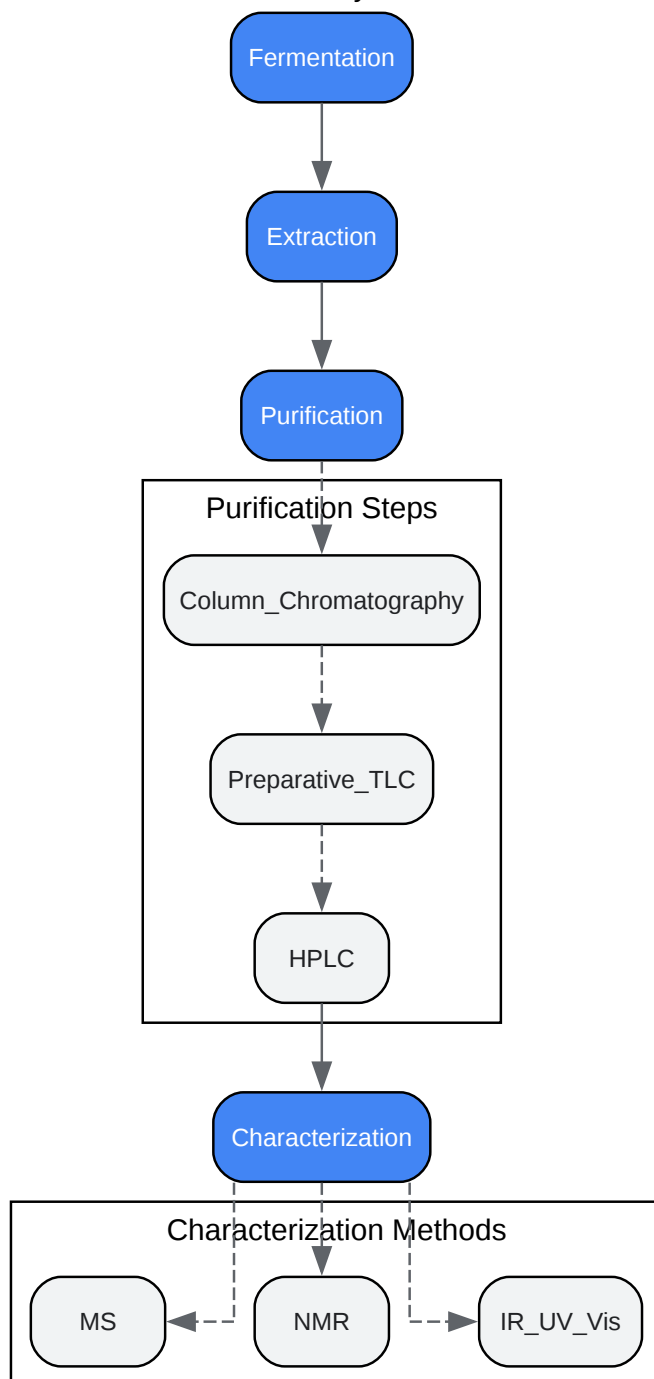 Fermentation
Extraction
Purification
Purification Steps
Column_Chromatography
Preparative_TLC
HPLC
Characterization
Characterization Methods
MS
NMR
IR_UV_Vis